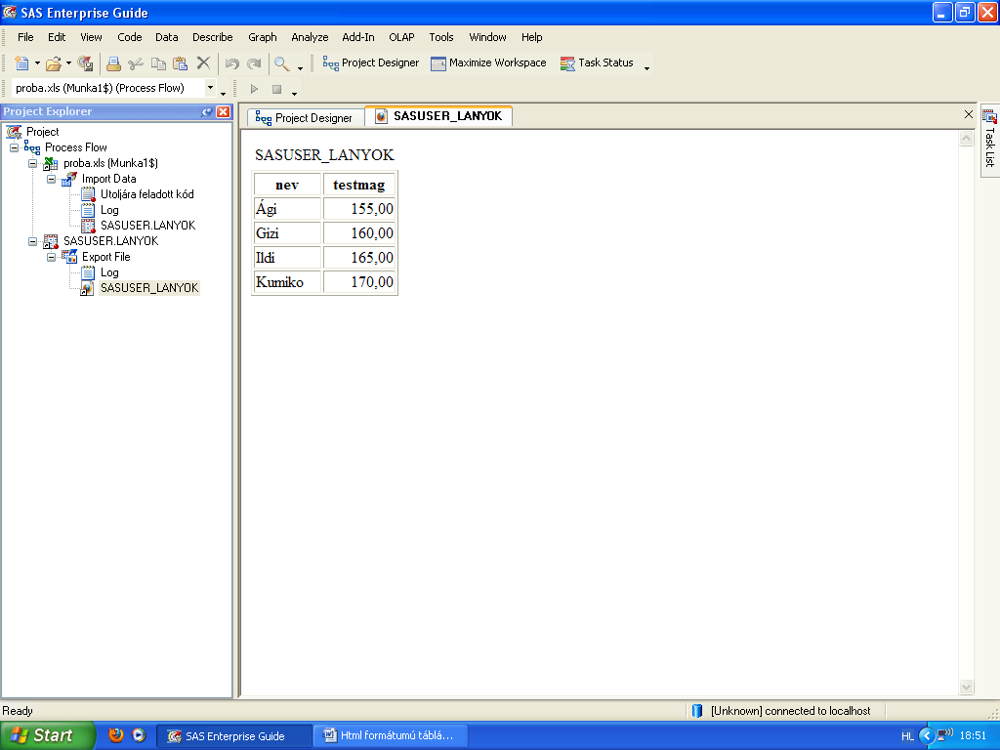 SAS Enterprise Guide
File Edit View Code Data Describe Graph Analyze Add-In OLAP Tools Window Help
Project Designer Maximize Workspace Task Status
proba.xls (Munka1$) (Process Flow)
Project Explorer
Project
Process Flow
proba.xls (Munka1$)
Import Data
Utoljára feladott kód
Log
SASUSER.LANYOK
SASUSER.LANYOK
Export File
Log
SASUSER_LANYOK
Project Designer SASUSER_LANYOK
SASUSER_LANYOK
nev testmag
Ági 155,00
Gizi 160,00
Ildi 165,00
Kumiko 170,00
Task List
Ready
[Unknown] connected to localhost
Start SAS Enterprise Guide Html formátumú táblá... HU 18:51